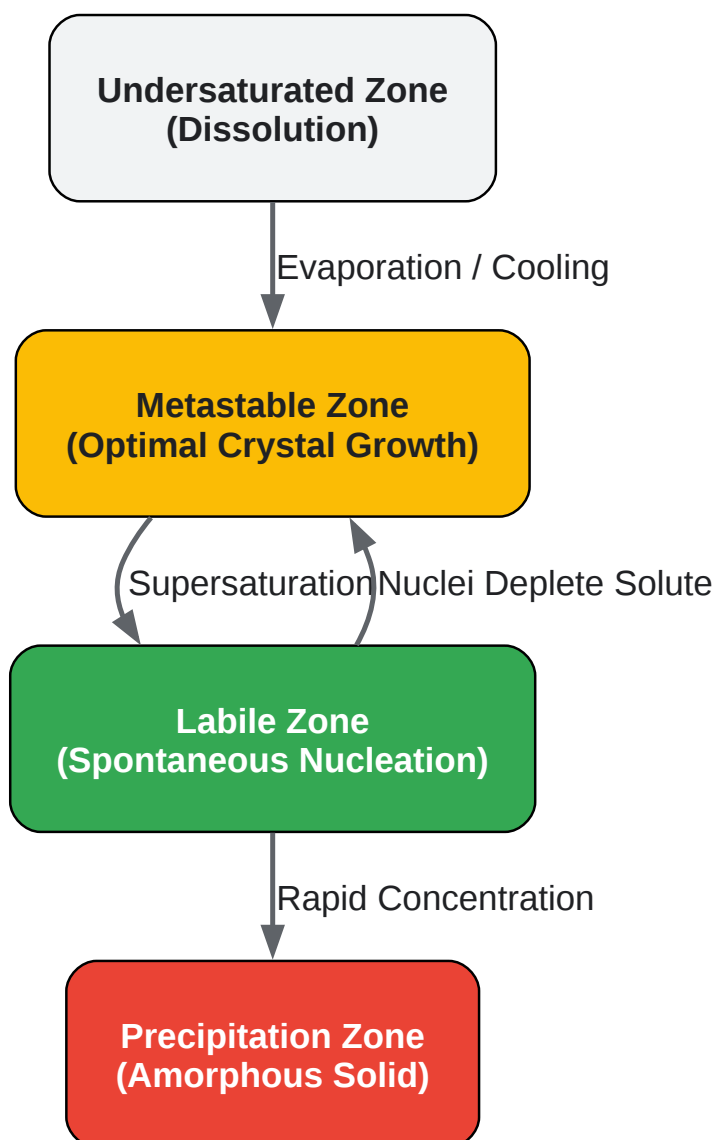 Undersaturated Zone
(Dissolution)
Evaporation / Cooling
Metastable Zone
(Optimal Crystal Growth)
Supersaturation
Nuclei Deplete Solute
Labile Zone
(Spontaneous Nucleation)
Rapid Concentration
Precipitation Zone
(Amorphous Solid)